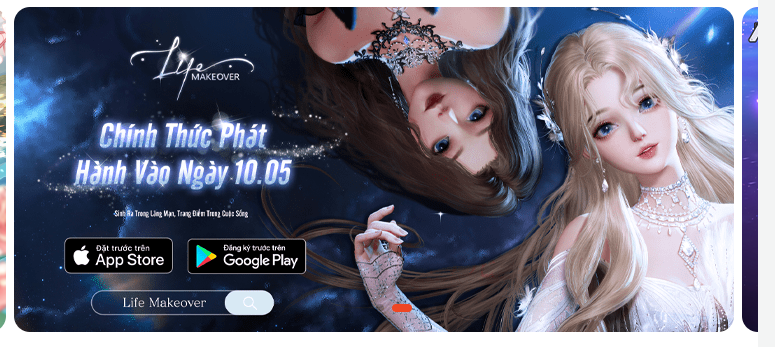 Life
MAKEOVER
Chính Thức Phát
Hành Vào Ngày 10.05
-Sinh Ra Trong Lãng Mạn, Trang Điểm Trong Cuộc Sống
Đặt trước trên
App Store
Đăng ký trước trên
Google Play
Life Makeover